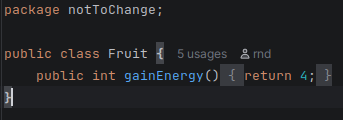 package notToChange;
public class Fruit { 5 usages rnd
public int gainEnergy() { return 4; }
}